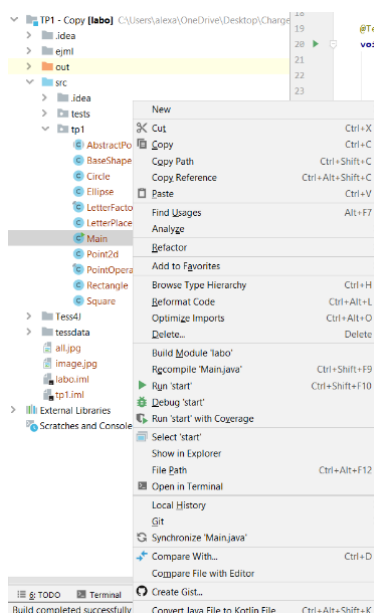 TP1 - Copy [labo] C:\Users\alexa\OneDrive\Desktop\Charge
.idea
ejml
out
src
.idea
tests
tp1
AbstractPo
BaseShape
Circle
Ellipse
LetterFacto
LetterPlace
Main
Point2d
PointOpera
Rectangle
Square
Tess4J
tessdata
all.jpg
image.jpg
labo.iml
tp1.iml
External Libraries
Scratches and Console
6: TODO Terminal
Build completed successfully
19 @Te
20 voi
21
22
23
New
Cut Ctrl+X
Copy Ctrl+C
Copy Path Ctrl+Shift+C
Copy Reference Ctrl+Alt+Shift+C
Paste Ctrl+V
Find Usages Alt+F7
Analyze
Refactor
Add to Favorites
Browse Type Hierarchy Ctrl+H
Reformat Code Ctrl+Alt+L
Optimize Imports Ctrl+Alt+O
Delete... Delete
Build Module 'labo'
Recompile 'Main.java' Ctrl+Shift+F9
Run 'start' Ctrl+Shift+F10
Debug 'start'
Run 'start' with Coverage
Select 'start'
Show in Explorer
File Path Ctrl+Alt+F12
Open in Terminal
Local History
Git
Synchronize 'Main.java'
Compare With... Ctrl+D
Compare File with Editor
Create Gist...
Convert Java File to Kotlin File Ctrl+Alt+Shift+K